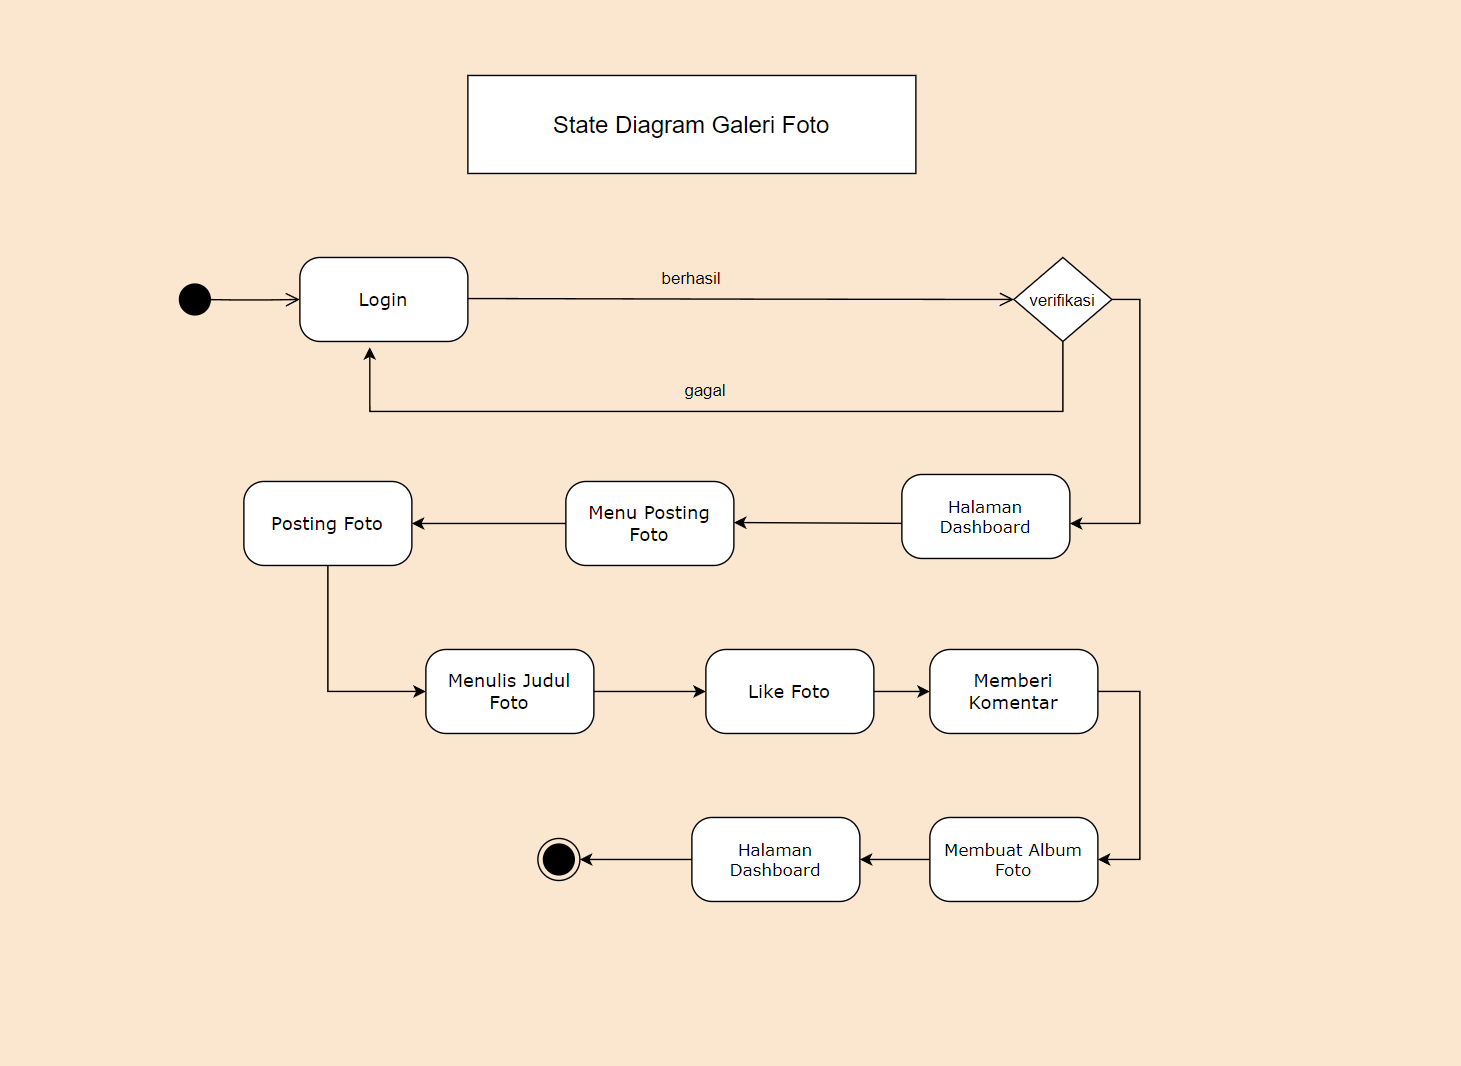 State Diagram Galeri Foto
berhasil
Login
verifikasi
gagal
Posting Foto
Menu Posting
Foto
Halaman
Dashboard
Menulis Judul
Foto
Like Foto
Memberi
Komentar
Halaman
Dashboard
Membuat Album
Foto